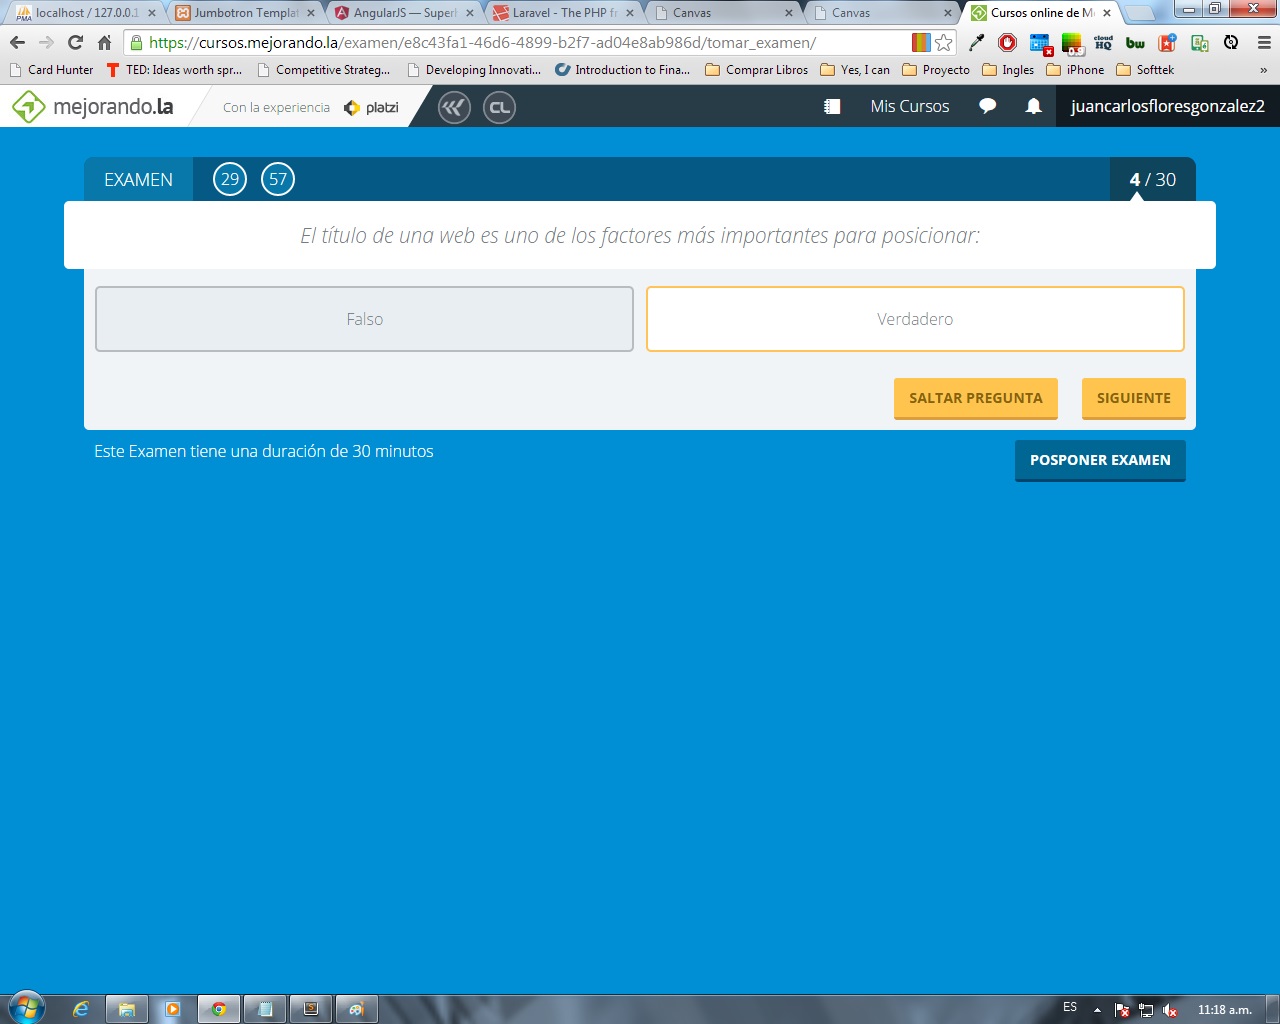 localhost / 127.0.0.1
Jumbotron Templat
AngularJS — Superh
Laravel - The PHP fr
Canvas
Canvas
Cursos online de Me
https://cursos.mejorando.la/examen/e8c43fa1-46d6-4899-b2f7-ad04e8ab986d/tomar_examen/
Card Hunter
TED: Ideas worth spr...
Competitive Strateg...
Developing Innovati...
Introduction to Fina...
Comprar Libros
Yes, I can
Proyecto
Ingles
iPhone
Softtek
»
mejorando.la
Con la experiencia
platzi
CL
Mis Cursos
juancarlosfloresgonzalez2
EXAMEN
29
57
4 / 30
El título de una web es uno de los factores más importantes para posicionar:
Falso
Verdadero
SALTAR PREGUNTA
SIGUIENTE
Este Examen tiene una duración de 30 minutos
POSPONER EXAMEN
ES
11:18 a.m.